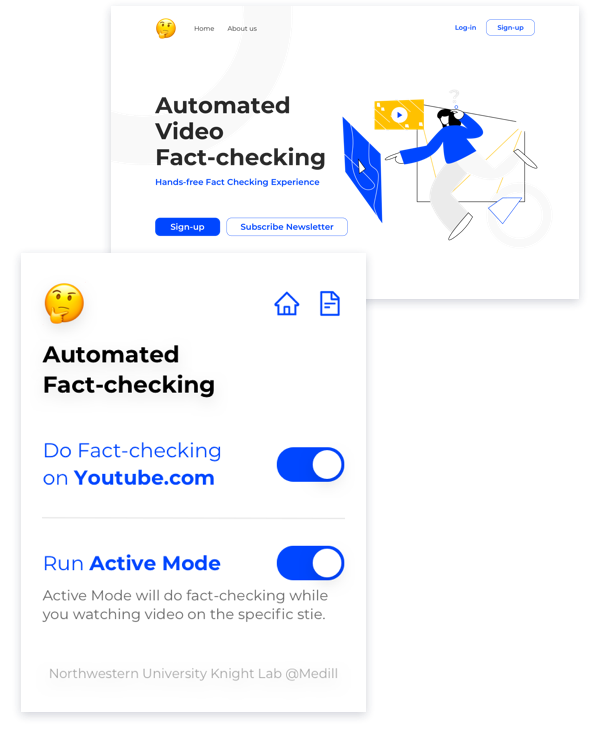 Home About us Log-in Sign-up
Automated
Video
Fact-checking
Hands-free Fact Checking Experience
Sign-up Subscribe Newsletter
?
Automated
Fact-checking
Do Fact-checking
on Youtube.com
Run Active Mode
Active Mode will do fact-checking while
you watching video on the specific stie.
Northwestern University Knight Lab @Medill